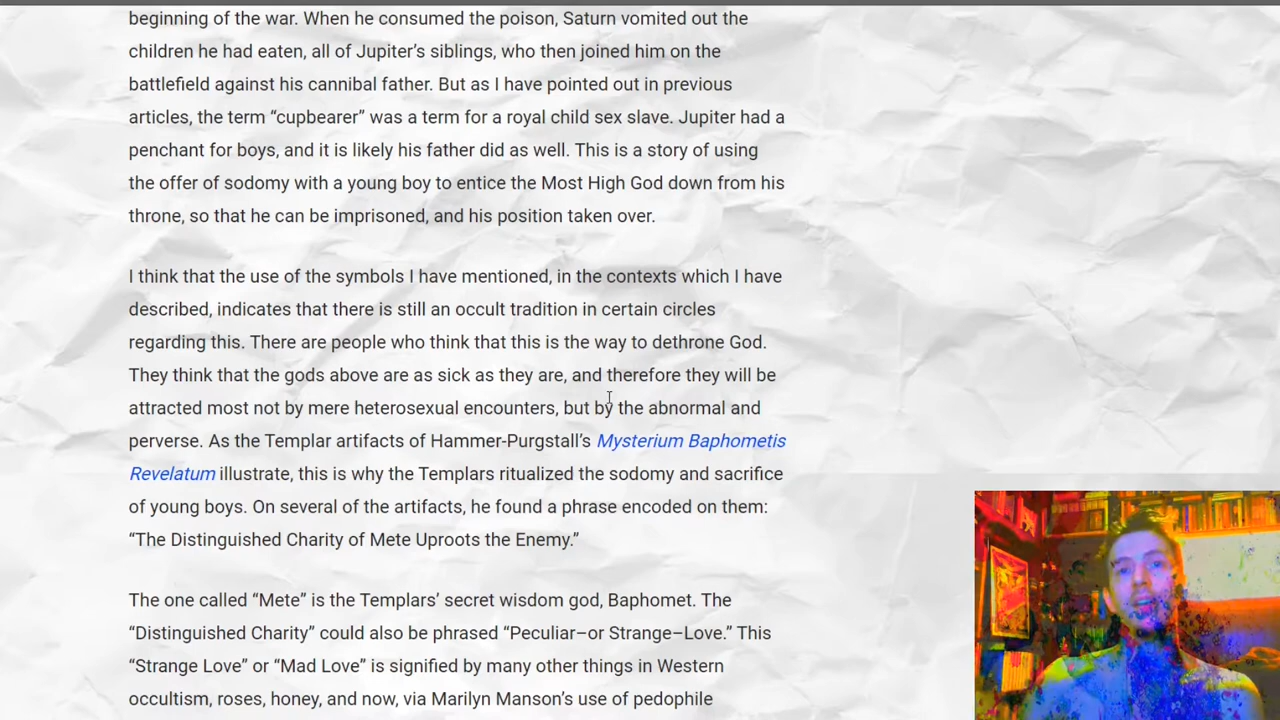 beginning of the war. When he consumed the poison, Saturn vomited out the
children he had eaten, all of Jupiter’s siblings, who then joined him on the
battlefield against his cannibal father. But as I have pointed out in previous
articles, the term “cupbearer” was a term for a royal child sex slave. Jupiter had a
penchant for boys, and it is likely his father did as well. This is a story of using
the offer of sodomy with a young boy to entice the Most High God down from his
throne, so that he can be imprisoned, and his position taken over.
I think that the use of the symbols I have mentioned, in the contexts which I have
described, indicates that there is still an occult tradition in certain circles
regarding this. There are people who think that this is the way to dethrone God.
They think that the gods above are as sick as they are, and therefore they will be
attracted most not by mere heterosexual encounters, but by the abnormal and
perverse. As the Templar artifacts of Hammer-Purgstall’s Mysterium Baphometis
Revelatum illustrate, this is why the Templars ritualized the sodomy and sacrifice
of young boys. On several of the artifacts, he found a phrase encoded on them:
“The Distinguished Charity of Mete Uproots the Enemy.”
The one called “Mete” is the Templars’ secret wisdom god, Baphomet. The
“Distinguished Charity” could also be phrased “Peculiar–or Strange–Love.” This
“Strange Love” or “Mad Love” is signified by many other things in Western
occultism, roses, honey, and now, via Marilyn Manson’s use of pedophile